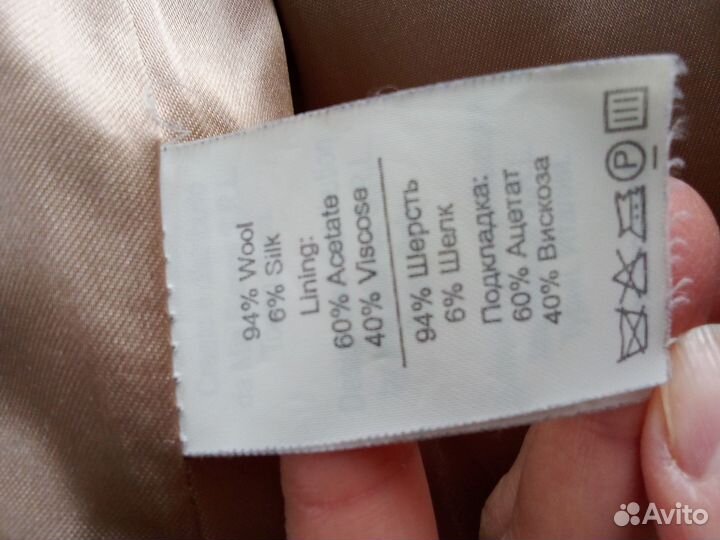 94% Wool
6% Silk
Lining:
60% Acetate
40% Viscose
94% Шерсть
6% Шелк
Подкладка:
60% Ацетат
40% Вискоза
P
Avito